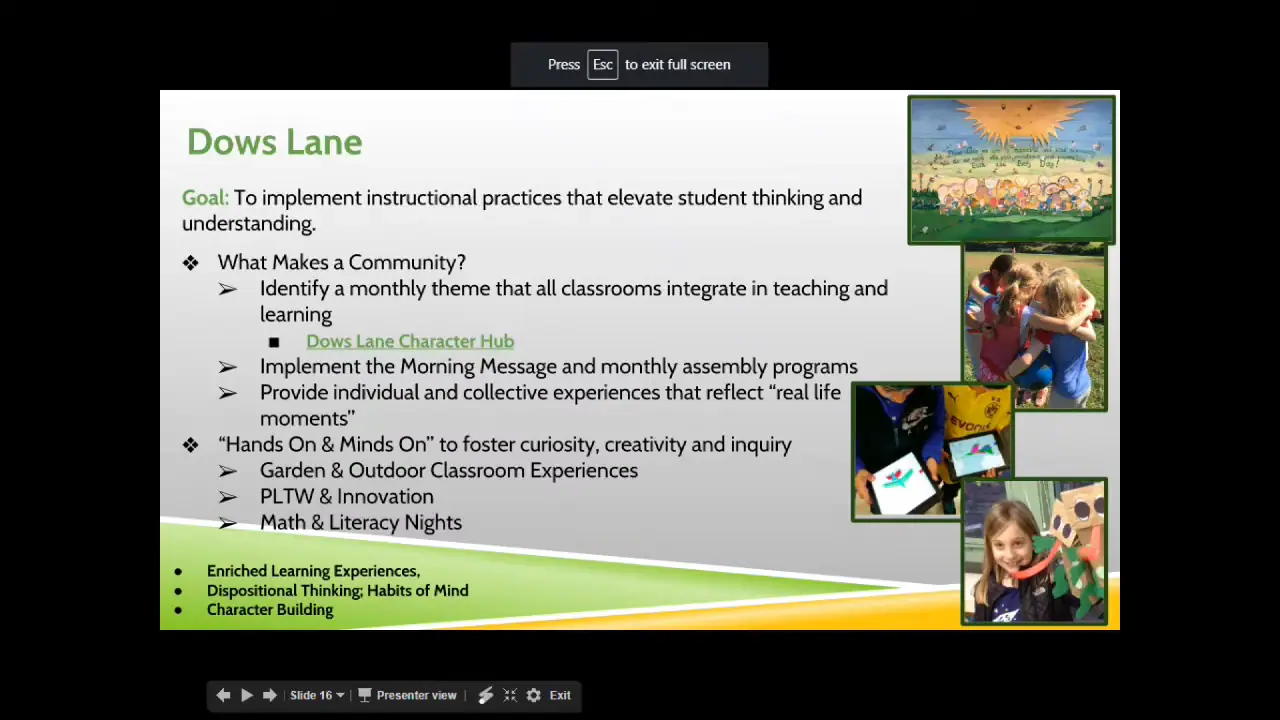 Press Esc to exit full screen
Dows Lane
Goal: To implement instructional practices that elevate student thinking and
understanding.
❖ What Makes a Community?
➢ Identify a monthly theme that all classrooms integrate in teaching and
learning
■ Dows Lane Character Hub
➢ Implement the Morning Message and monthly assembly programs
➢ Provide individual and collective experiences that reflect “real life
moments”
❖ “Hands On & Minds On” to foster curiosity, creativity and inquiry
➢ Garden & Outdoor Classroom Experiences
➢ PLTW & Innovation
➢ Math & Literacy Nights
● Enriched Learning Experiences,
● Dispositional Thinking; Habits of Mind
● Character Building
EVONIK
Slide 16
Presenter view
Exit